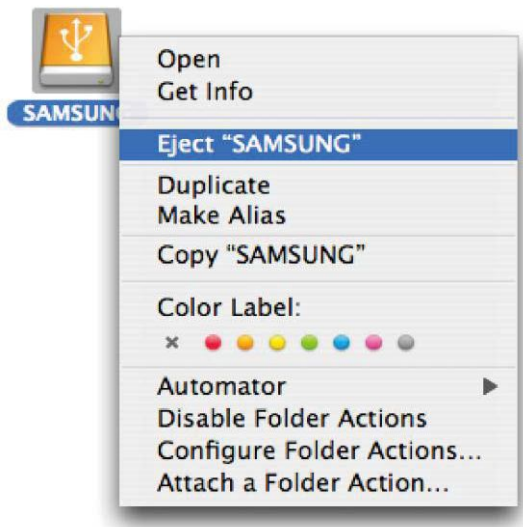 SAMSUN
Open
Get Info
Eject “SAMSUNG”
Duplicate
Make Alias
Copy “SAMSUNG”
Color Label:
Automator
Disable Folder Actions
Configure Folder Actions...
Attach a Folder Action...